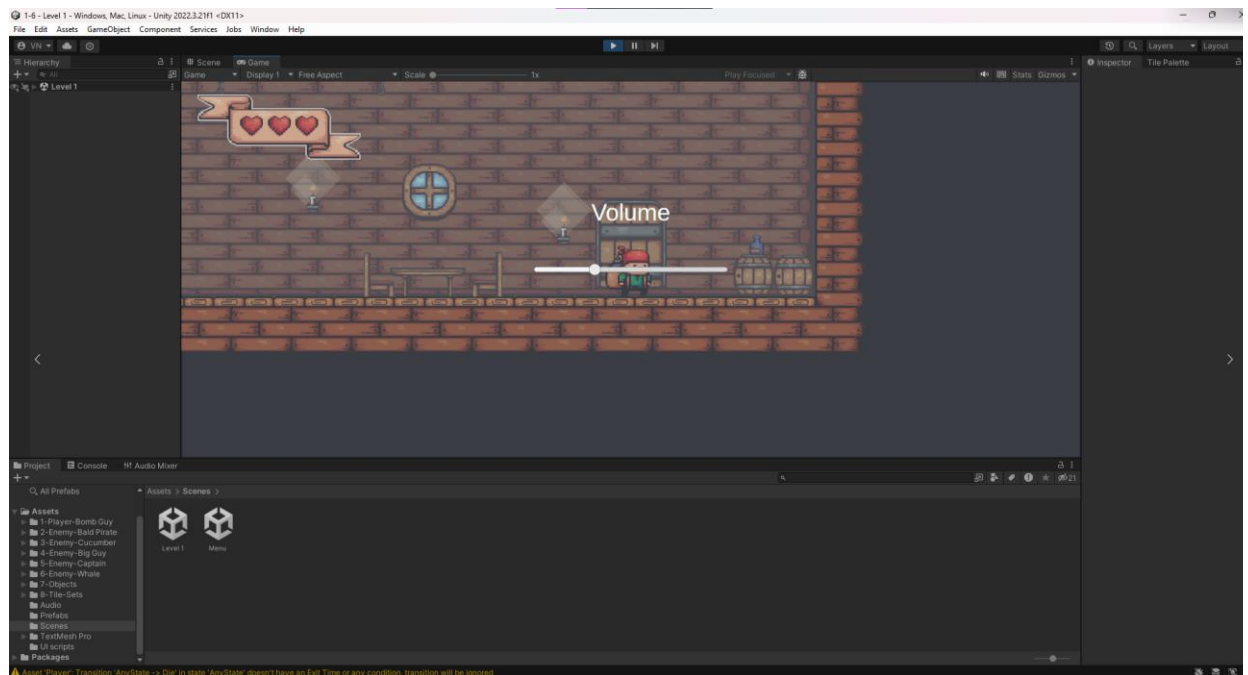 1-6 - Level 1 - Windows, Mac, Linux - Unity 2022.3.21f1 <DX11>
File Edit Assets GameObject Component Services Jobs Window Help
VN Layers Layout
Hierarchy Scene Game Inspector Tile Palette
All Game Display 1 Free Aspect Scale 1x Play Focused Stats Gizmos
Level 1
Volume
Project Console Audio Mixer
21
All Prefabs Assets > Scenes >
Assets
1-Player-Bomb Guy
2-Enemy-Bald Pirate
3-Enemy-Cucumber
4-Enemy-Big Guy
5-Enemy-Captain
6-Enemy-Whale
7-Objects
8-Tile-Sets
Audio
Prefabs
Scenes
TextMesh Pro
UI scripts
Packages
Level 1 Menu
Asset 'Player': Transition 'AnyState -> Die' in state 'AnyState' doesn't have an Exit Time or any condition, transition will be ignored